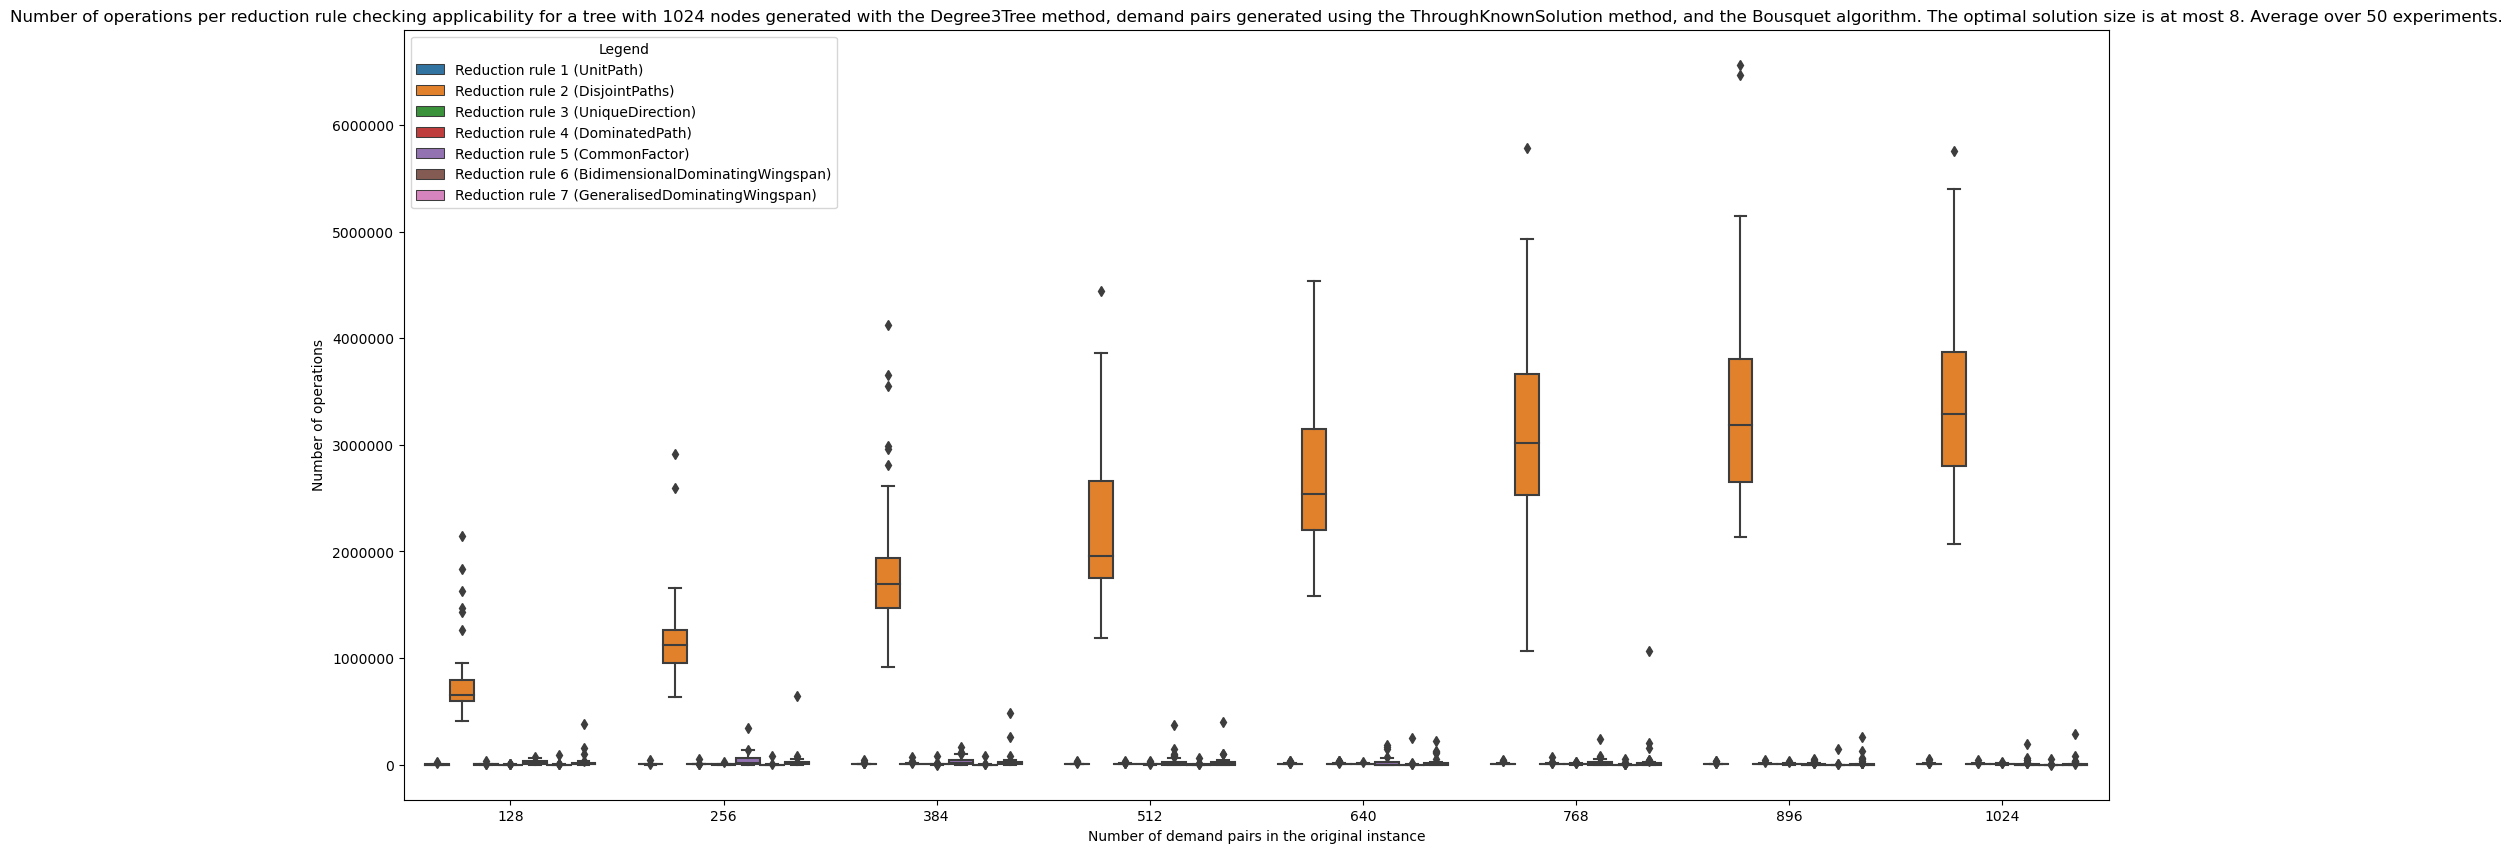 Number of operations per reduction rule checking applicability for a tree with 1024 nodes generated with the Degree3Tree method, demand pairs generated using the ThroughKnownSolution method, and the Bousquet algorithm. The optimal solution size is at most 8. Average over 50 experiments.
Legend
Reduction rule 1 (UnitPath)
Reduction rule 2 (DisjointPaths)
Reduction rule 3 (UniqueDirection)
Reduction rule 4 (DominatedPath)
Reduction rule 5 (CommonFactor)
Reduction rule 6 (BidimensionalDominatingWingspan)
Reduction rule 7 (GeneralisedDominatingWingspan)
Number of operations
6000000
5000000
4000000
3000000
2000000
1000000
0
128 256 384 512 640 768 896 1024
Number of demand pairs in the original instance